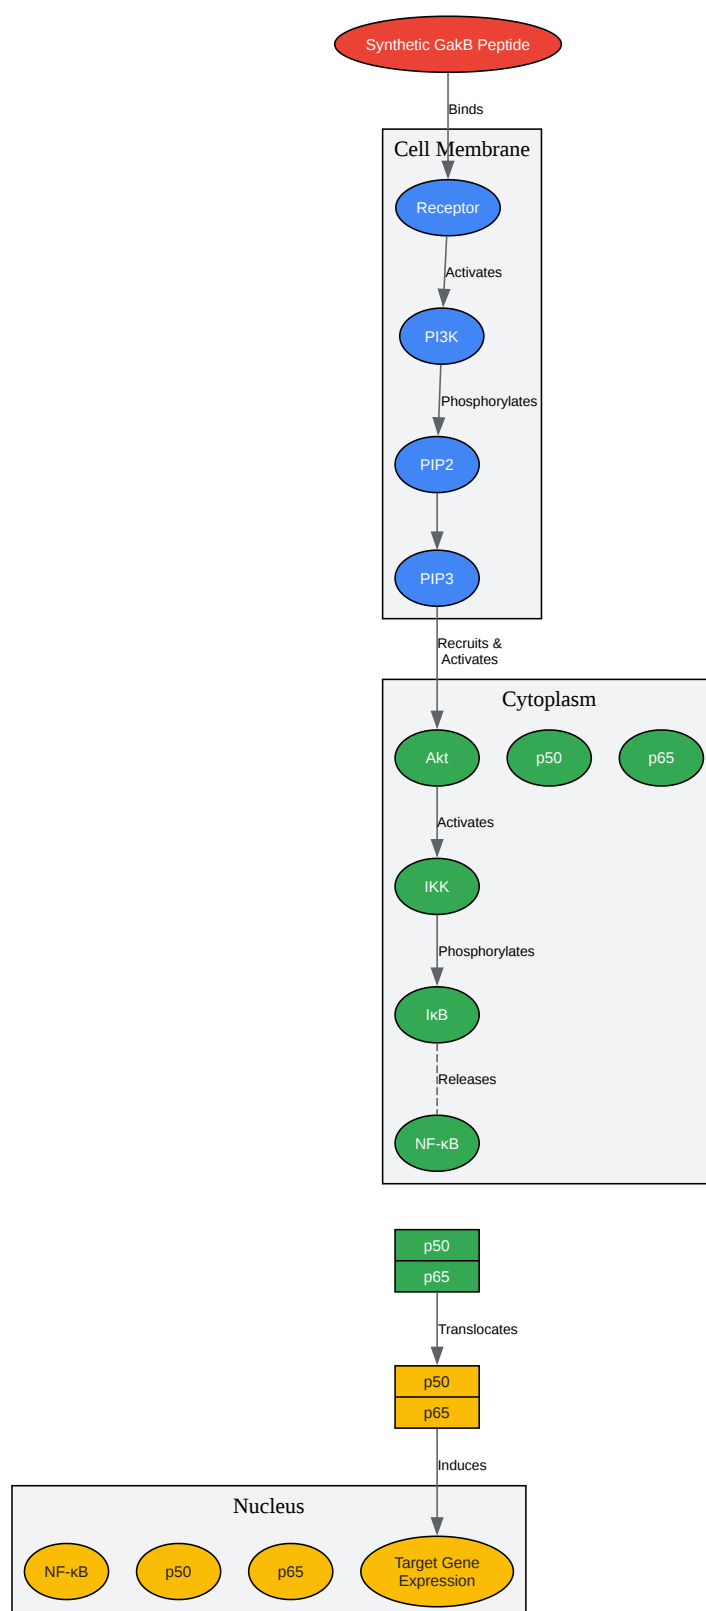 Synthetic GakB Peptide
Binds
Cell Membrane
Receptor
Activates
PI3K
Phosphorylates
PIP2
PIP3
Recruits &
Activates
Cytoplasm
Akt
p50
p65
Activates
IKK
Phosphorylates
IκB
Releases
NF-κB
p50
p65
Translocates
p50
p65
Induces
Nucleus
NF-κB
p50
p65
Target Gene
Expression